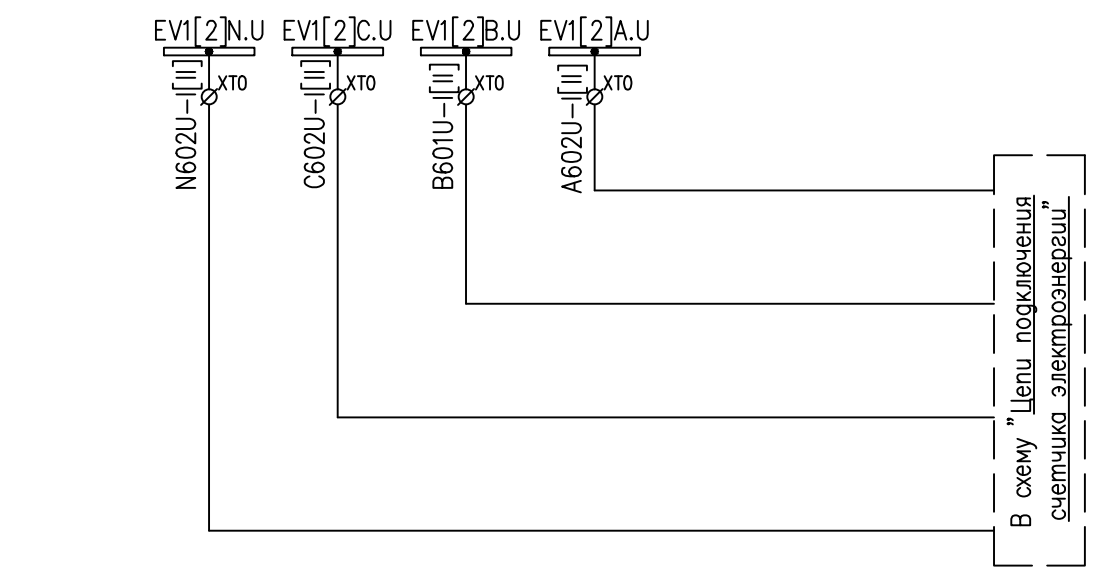 EV1[2]N.U
EV1[2]C.U
EV1[2]B.U
EV1[2]A.U
XT0
XT0
XT0
XT0
N602U-I[II]
C602U-I[II]
B601U-I[II]
A602U-I[II]
В схему "Цепи подключения
счетчика электроэнергии"